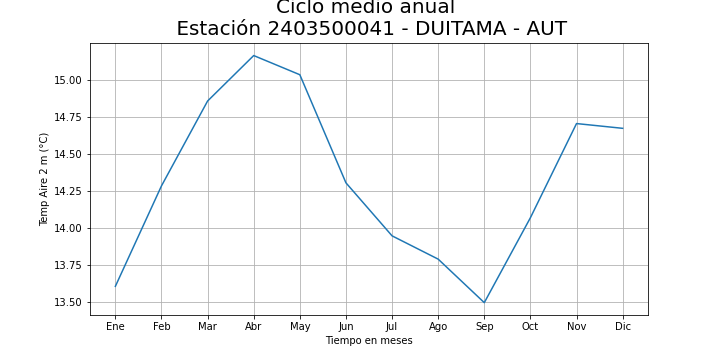 Ciclo medio anual
Estación 2403500041 - DUITAMA - AUT
Temp Aire 2 m (°C)
15.00
14.75
14.50
14.25
14.00
13.75
13.50
Ene Feb Mar Abr May Jun Jul Ago Sep Oct Nov Dic
Tiempo en meses